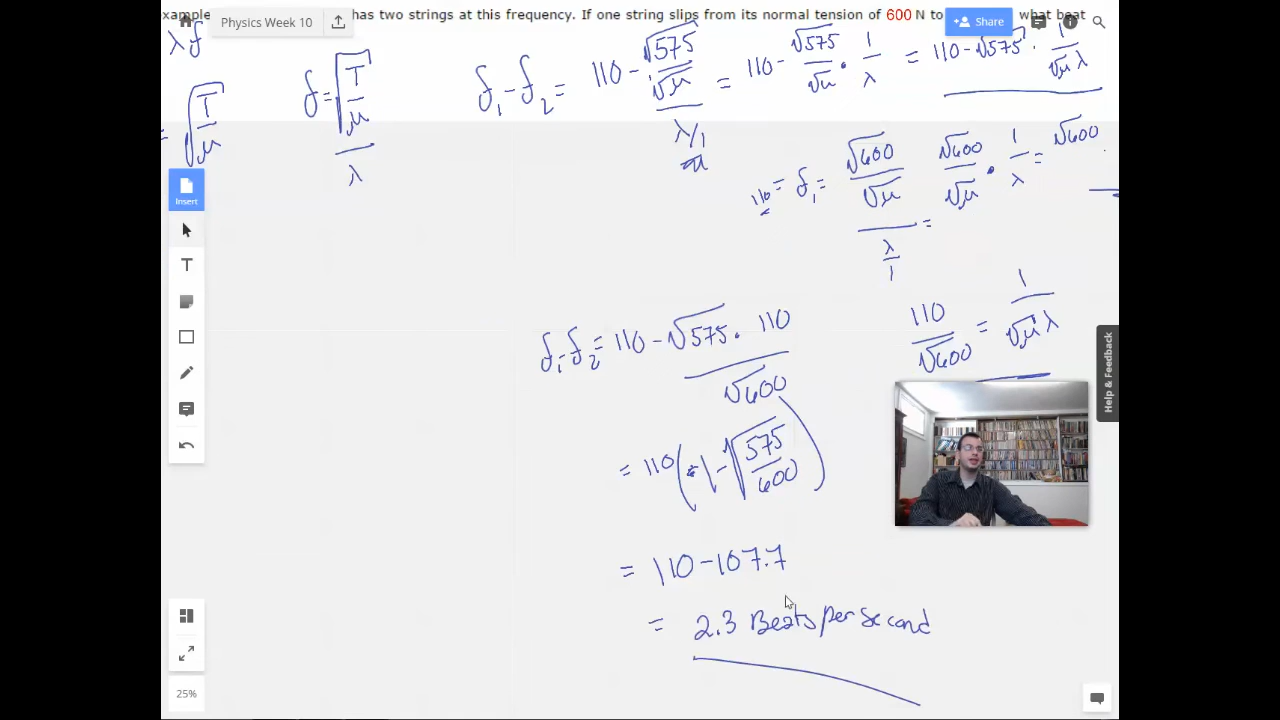 xample has two strings at this frequency. If one string slips from its normal tension of 600 N to what beat
Physics Week 10
Share
λf
= √T/μ
f = √T/μ / λ
f₁ - f₂ = 110 - √575/√μ / λ/1 = 110 - √575/√μ • 1/λ = 110 - √575 • 1/√μ λ
110 = f₁ = √600/√μ / λ/1 = √600/√μ • 1/λ = √600
110/√600 = 1/√μ λ
f₁ - f₂ = 110 - √575 • 110 / √600
= 110 (1 - √575/600)
= 110 - 107.7
= 2.3 Beats per second
Insert
T
Help & Feedback
25%